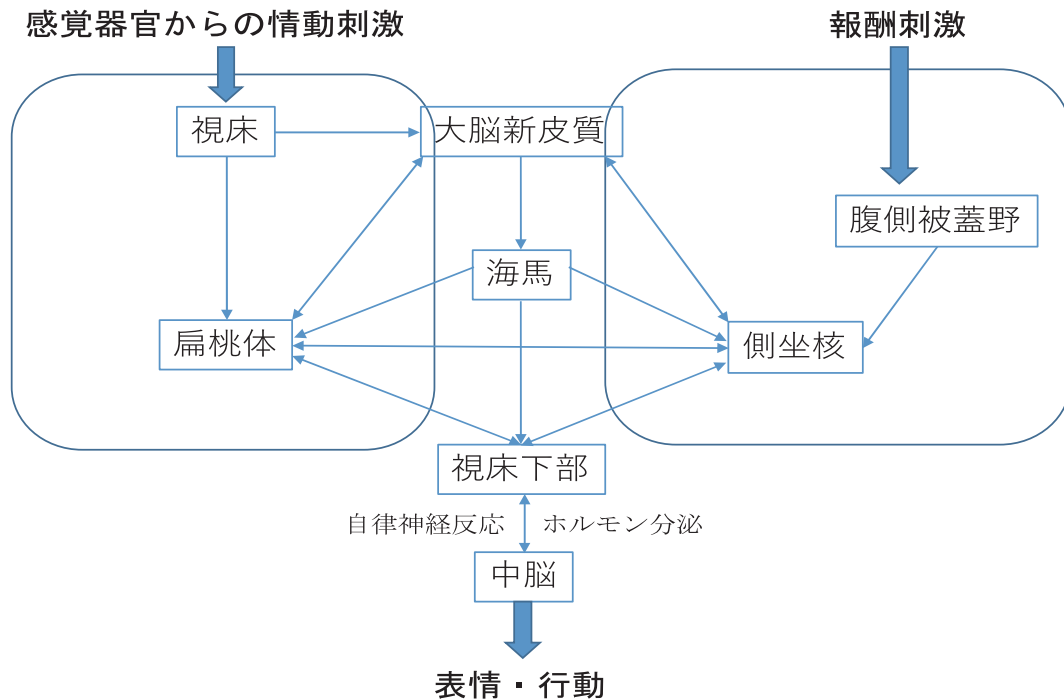 感覚器官からの情動刺激
報酬刺激
視床
大脳新皮質
腹側被蓋野
海馬
扁桃体
側坐核
視床下部
自律神経反応
ホルモン分泌
中脳
表情・行動